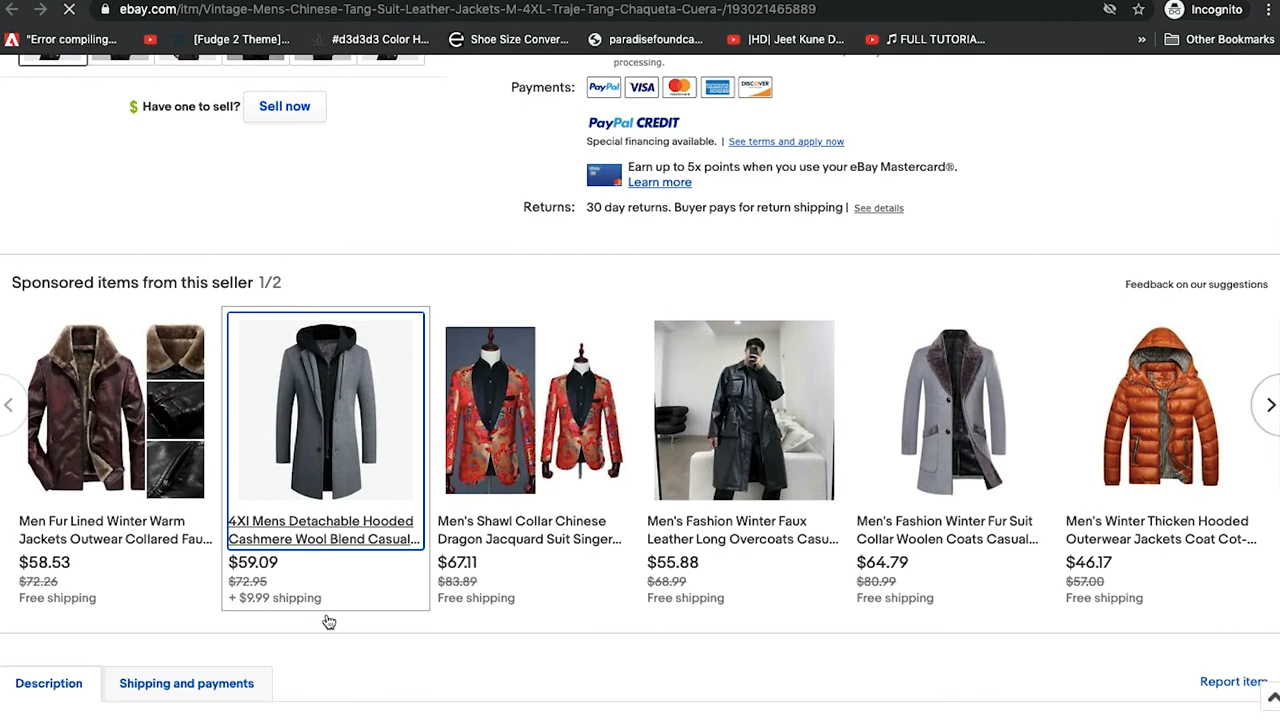 ebay.com/itm/Vintage-Mens-Chinese-Tang-Suit-Leather-Jackets-M-4XL-Traje-Tang-Chaqueta-Cuera-/193021465889
Incognito
"Error compiling...
[Fudge 2 Theme]...
#d3d3d3 Color H...
Shoe Size Conver...
paradisefoundca...
|HD| Jeet Kune D...
♫ FULL TUTORIA...
»
Other Bookmarks
processing.
$ Have one to sell? Sell now
Payments: PayPal VISA MasterCard AMERICAN EXPRESS DISCOVER
PayPal CREDIT
Special financing available. | See terms and apply now
ebay
Earn up to 5x points when you use your eBay Mastercard®.
Learn more
Returns: 30 day returns. Buyer pays for return shipping | See details
Sponsored items from this seller 1/2
Feedback on our suggestions
Men Fur Lined Winter Warm
Jackets Outwear Collared Fau...
$58.53
$72.26
Free shipping
4Xl Mens Detachable Hooded
Cashmere Wool Blend Casual...
$59.09
$72.95
+ $9.99 shipping
Men's Shawl Collar Chinese
Dragon Jacquard Suit Singer...
$67.11
$83.89
Free shipping
Men's Fashion Winter Faux
Leather Long Overcoats Casu...
$55.88
$68.99
Free shipping
Men's Fashion Winter Fur Suit
Collar Woolen Coats Casual...
$64.79
$80.99
Free shipping
Men's Winter Thicken Hooded
Outerwear Jackets Coat Cot-...
$46.17
$57.00
Free shipping
Description
Shipping and payments
Report item